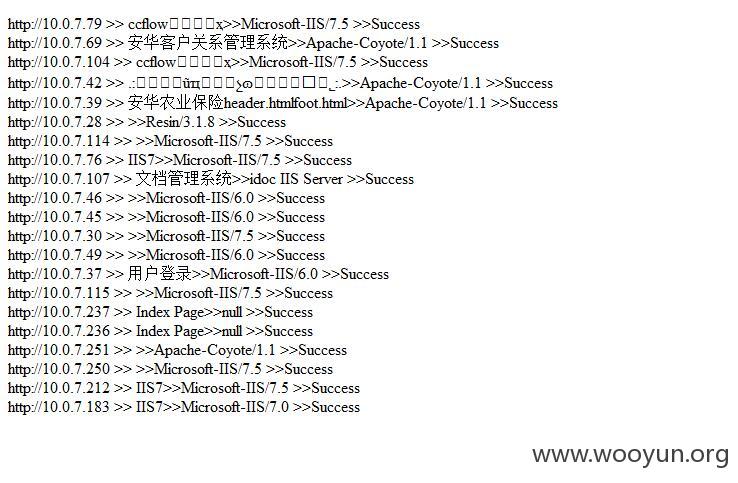 http://10.0.7.79 >> ccflow□□□□x>>Microsoft-IIS/7.5 >>Success
http://10.0.7.69 >> 安华客户关系管理系统>>Apache-Coyote/1.1 >>Success
http://10.0.7.104 >> ccflow□□□□x>>Microsoft-IIS/7.5 >>Success
http://10.0.7.42 >> >>Apache-Coyote/1.1 >>Success
http://10.0.7.39 >> 安华农业保险header.htmlfoot.html>>Apache-Coyote/1.1 >>Success
http://10.0.7.28 >> >>Resin/3.1.8 >>Success
http://10.0.7.114 >> >>Microsoft-IIS/7.5 >>Success
http://10.0.7.76 >> IIS7>>Microsoft-IIS/7.5 >>Success
http://10.0.7.107 >> 文档管理系统>>idoc IIS Server >>Success
http://10.0.7.46 >> >>Microsoft-IIS/6.0 >>Success
http://10.0.7.45 >> >>Microsoft-IIS/6.0 >>Success
http://10.0.7.30 >> >>Microsoft-IIS/7.5 >>Success
http://10.0.7.49 >> >>Microsoft-IIS/6.0 >>Success
http://10.0.7.37 >> 用户登录>>Microsoft-IIS/6.0 >>Success
http://10.0.7.115 >> >>Microsoft-IIS/7.5 >>Success
http://10.0.7.237 >> Index Page>>null >>Success
http://10.0.7.236 >> Index Page>>null >>Success
http://10.0.7.251 >> >>Apache-Coyote/1.1 >>Success
http://10.0.7.250 >> >>Microsoft-IIS/7.5 >>Success
http://10.0.7.212 >> IIS7>>Microsoft-IIS/7.5 >>Success
http://10.0.7.183 >> IIS7>>Microsoft-IIS/7.0 >>Success
www.wooyun.org